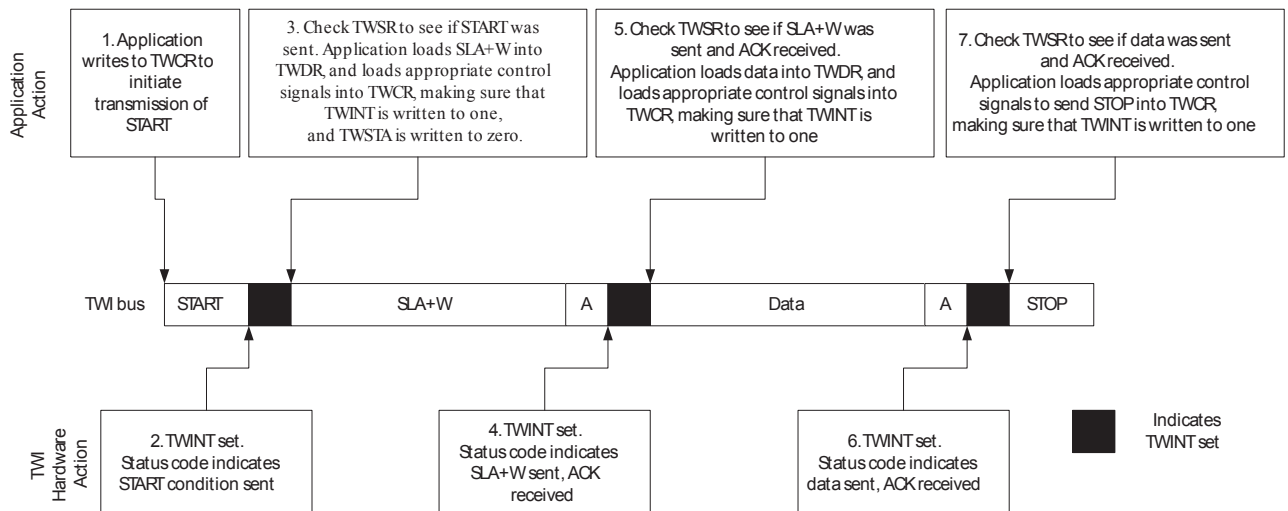 Application
Action
1. Application
writes to TWCR to
initiate
transmission of
START
3. Check TWSR to see if START was
sent. Application loads SLA+W into
TWDR, and loads appropriate control
signals into TWCR, making sure that
TWINT is written to one,
and TWSTA is written to zero.
5. Check TWSR to see if SLA+W was
sent and ACK received.
Application loads data into TWDR, and
loads appropriate control signals into
TWCR, making sure that TWINT is
written to one
7. Check TWSR to see if data was sent
and ACK received.
Application loads appropriate control
signals to send STOP into TWCR,
making sure that TWINT is written to one
TWI bus
START
SLA+W
A
Data
A
STOP
TWI
Hardware
Action
2. TWINT set.
Status code indicates
START condition sent
4. TWINT set.
Status code indicates
SLA+W sent, ACK
received
6. TWINT set.
Status code indicates
data sent, ACK received
Indicates
TWINT set